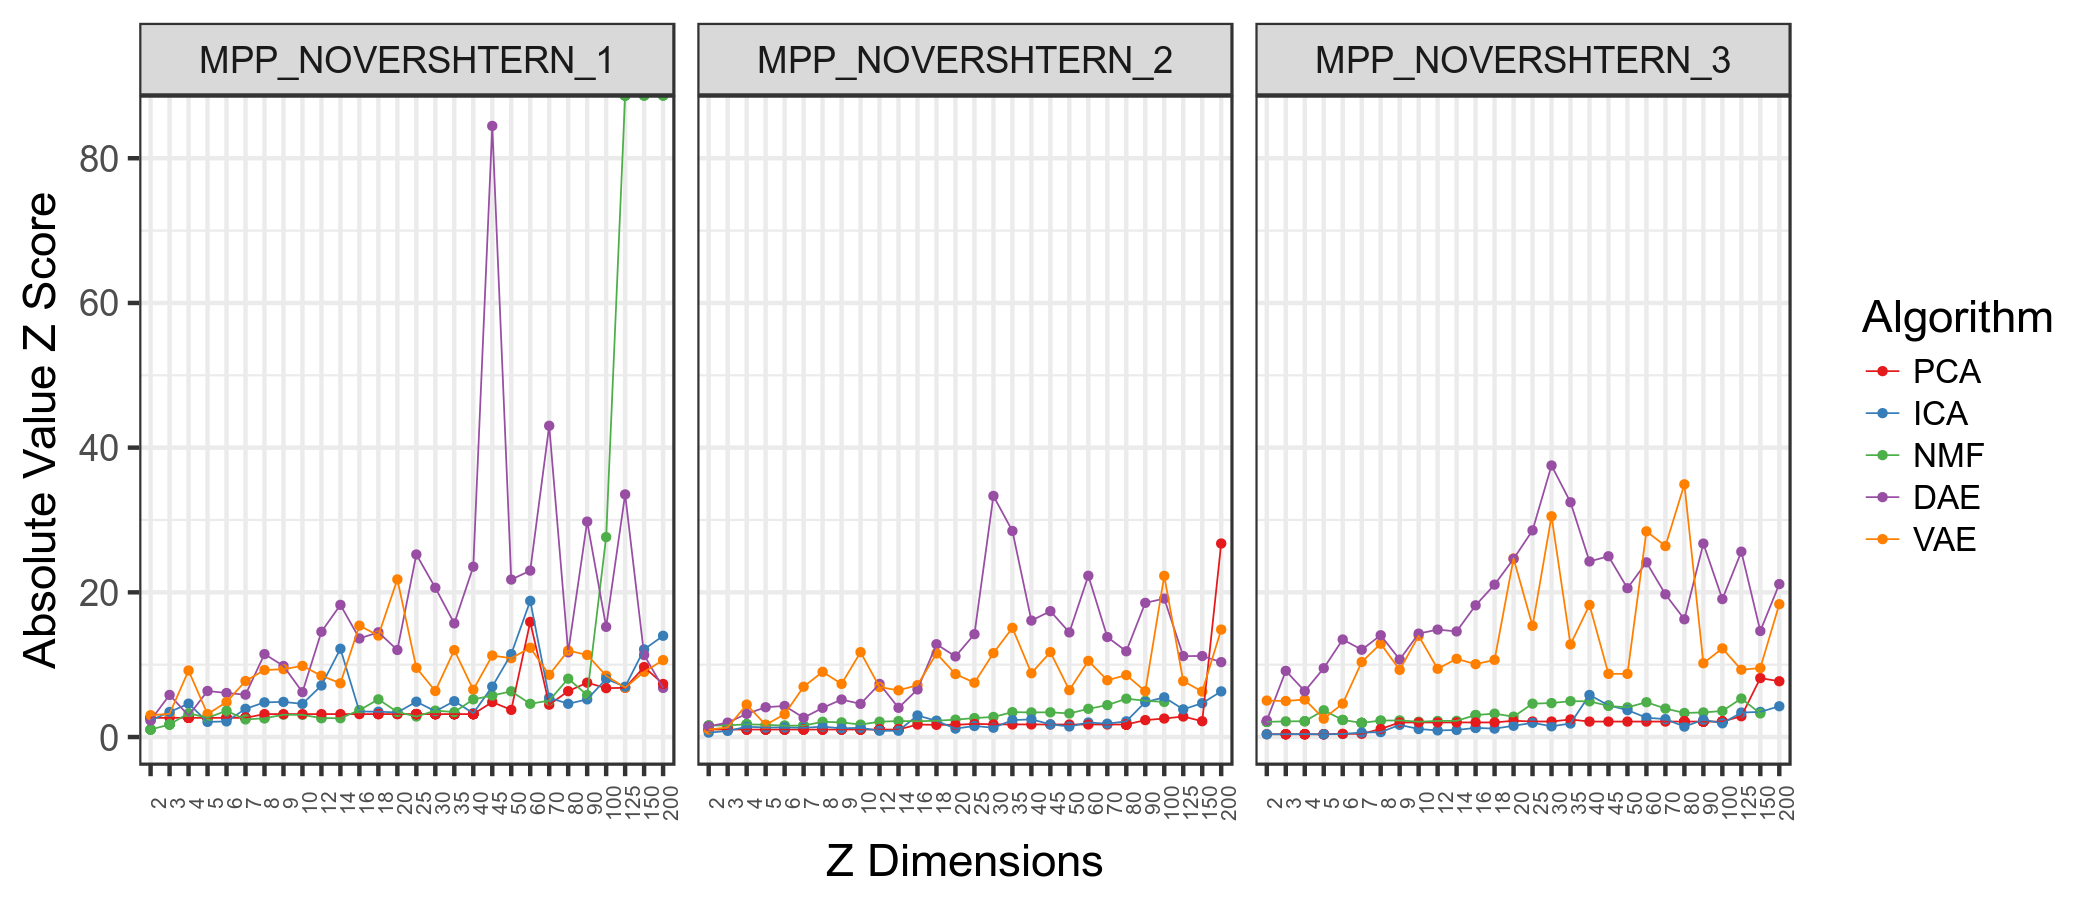 MPP_NOVERSHTERN_1
MPP_NOVERSHTERN_2
MPP_NOVERSHTERN_3
Absolute Value Z Score
80
60
40
20
0
2 3 4 5 6 7 8 9 10 12 14 16 18 20 25 30 35 40 45 50 60 70 80 90 100 125 150 200
2 3 4 5 6 7 8 9 10 12 14 16 18 20 25 30 35 40 45 50 60 70 80 90 100 125 150 200
2 3 4 5 6 7 8 9 10 12 14 16 18 20 25 30 35 40 45 50 60 70 80 90 100 125 150 200
Z Dimensions
Algorithm
PCA
ICA
NMF
DAE
VAE